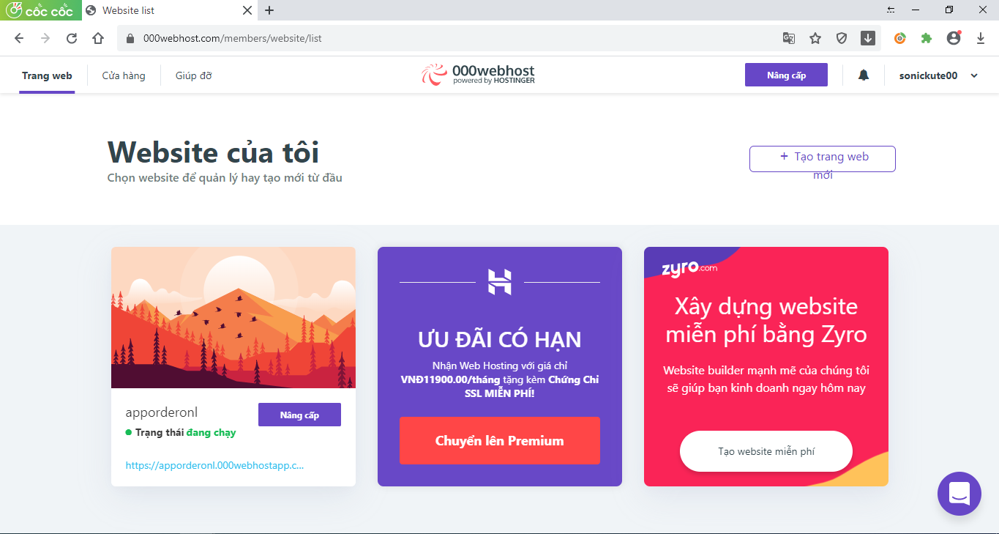 cốc cốc
Website list
000webhost.com/members/website/list
Trang web
Cửa hàng
Giúp đỡ
000webhost
powered by HOSTINGER
Nâng cấp
sonickute00
Website của tôi
Chọn website để quản lý hay tạo mới từ đầu
+ Tạo trang web
mới
apporderonl
Nâng cấp
Trạng thái đang chạy
https://apporderonl.000webhostapp.c...
ƯU ĐÃI CÓ HẠN
Nhận Web Hosting với giá chỉ
VNĐ11900.00/tháng tặng kèm Chứng Chỉ
SSL MIỄN PHÍ!
Chuyển lên Premium
zyro.com
Xây dựng website
miễn phí bằng Zyro
Website builder mạnh mẽ của chúng tôi
sẽ giúp bạn kinh doanh ngay hôm nay
Tạo website miễn phí